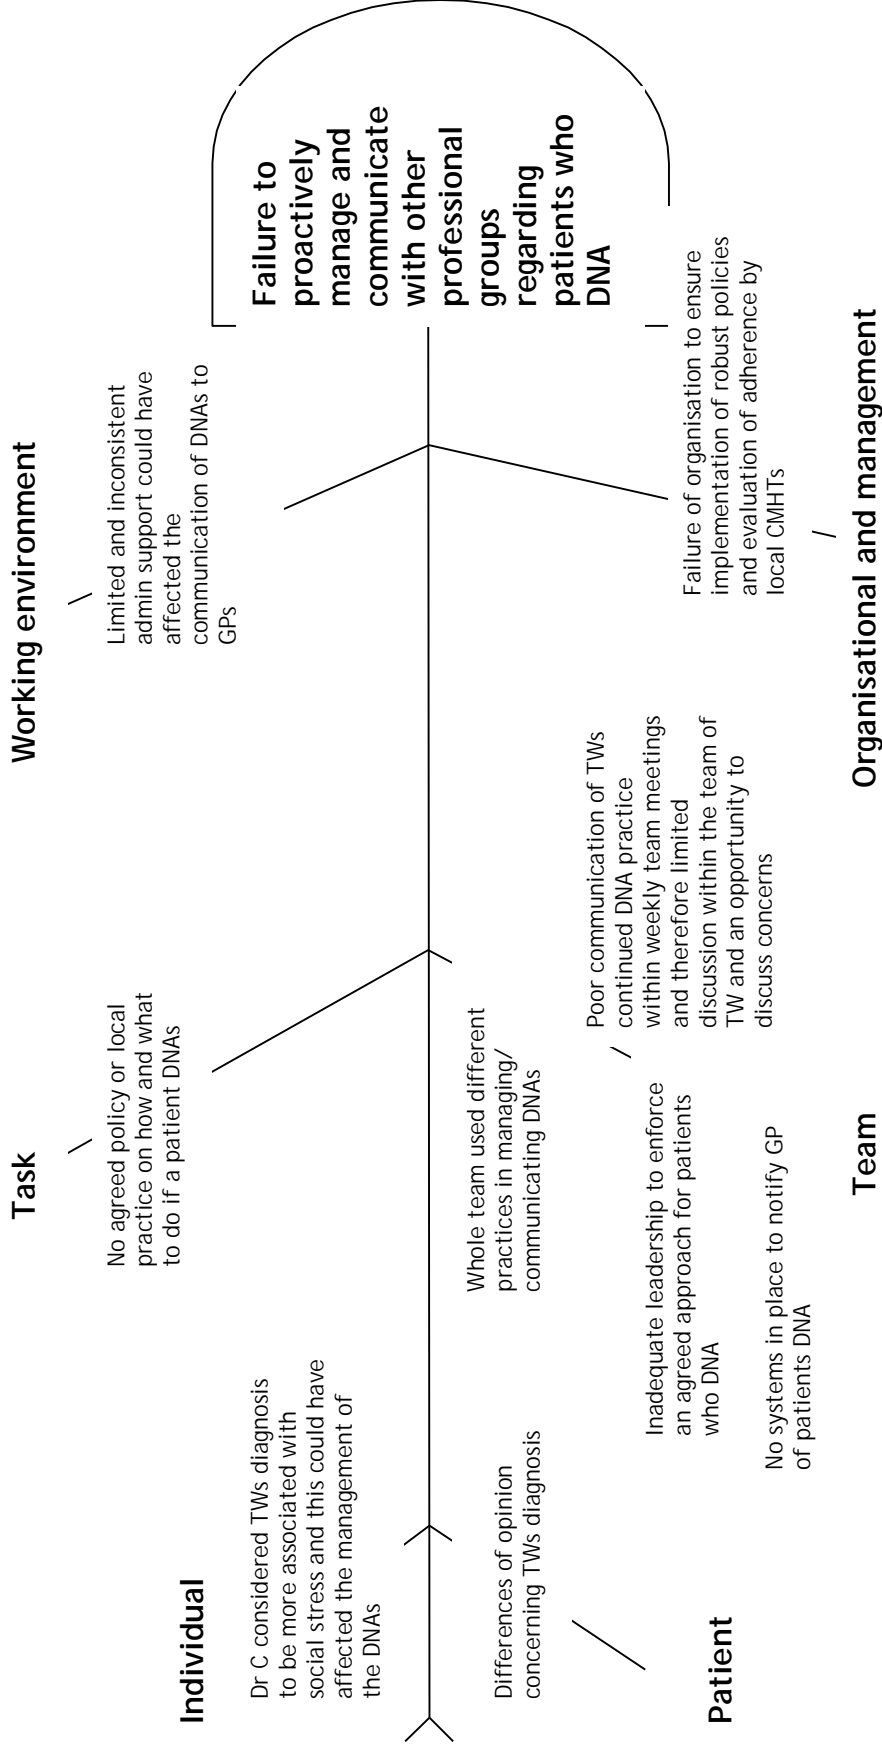 Individual
Dr C considered TWs diagnosis
to be more associated with
social stress and this could have
affected the management of
the DNAs
Task
No agreed policy or local
practice on how and what
to do if a patient DNAs
Working environment
Limited and inconsistent
admin support could have
affected the
communication of DNAs to
GPs
Failure to
proactively
manage and
communicate
with other
professional
groups
regarding
patients who
DNA
Differences of opinion
concerning TWs diagnosis
Patient
Whole team used different
practices in managing/
communicating DNAs
Poor communication of TWs
continued DNA practice
within weekly team meetings
and therefore limited
discussion within the team of
TW and an opportunity to
discuss concerns
Inadequate leadership to enforce
an agreed approach for patients
who DNA
No systems in place to notify GP
of patients DNA
Team
Failure of organisation to ensure
implementation of robust policies
and evaluation of adherence by
local CMHTs
Organisational and management